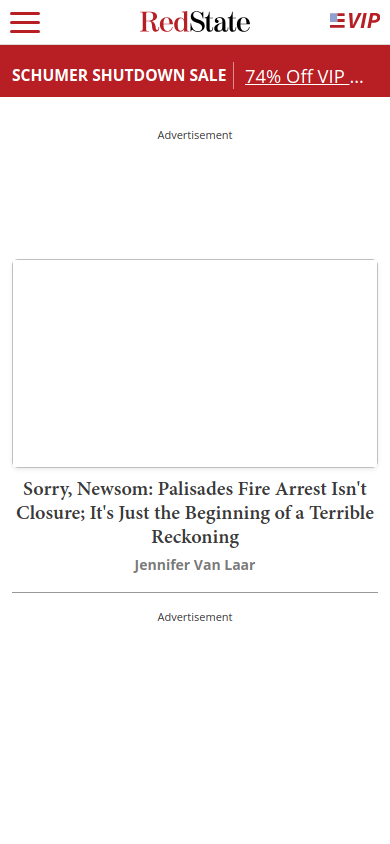 RedState
VIP
SCHUMER SHUTDOWN SALE
74% Off VIP ...
Advertisement
Sorry, Newsom: Palisades Fire Arrest Isn't
Closure; It's Just the Beginning of a Terrible
Reckoning
Jennifer Van Laar
Advertisement